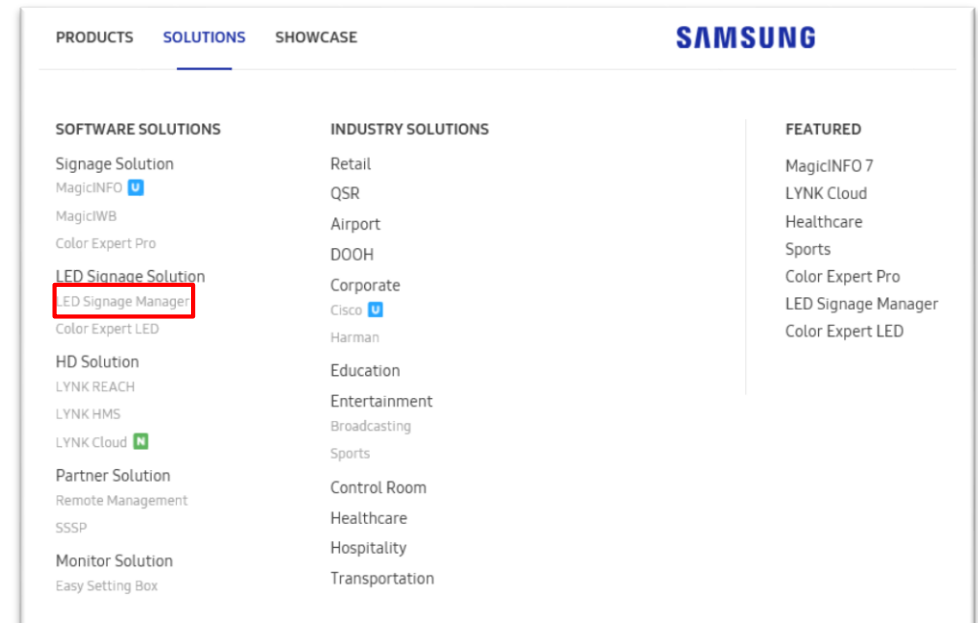 PRODUCTS SOLUTIONS SHOWCASE SAMSUNG
SOFTWARE SOLUTIONS
Signage Solution
MagicINFO U
MagicIWB
Color Expert Pro
LED Signage Solution
LED Signage Manager
Color Expert LED
HD Solution
LYNK REACH
LYNK HMS
LYNK Cloud N
Partner Solution
Remote Management
SSSP
Monitor Solution
Easy Setting Box
INDUSTRY SOLUTIONS
Retail
QSR
Airport
DOOH
Corporate
Cisco U
Harman
Education
Entertainment
Broadcasting
Sports
Control Room
Healthcare
Hospitality
Transportation
FEATURED
MagicINFO 7
LYNK Cloud
Healthcare
Sports
Color Expert Pro
LED Signage Manager
Color Expert LED